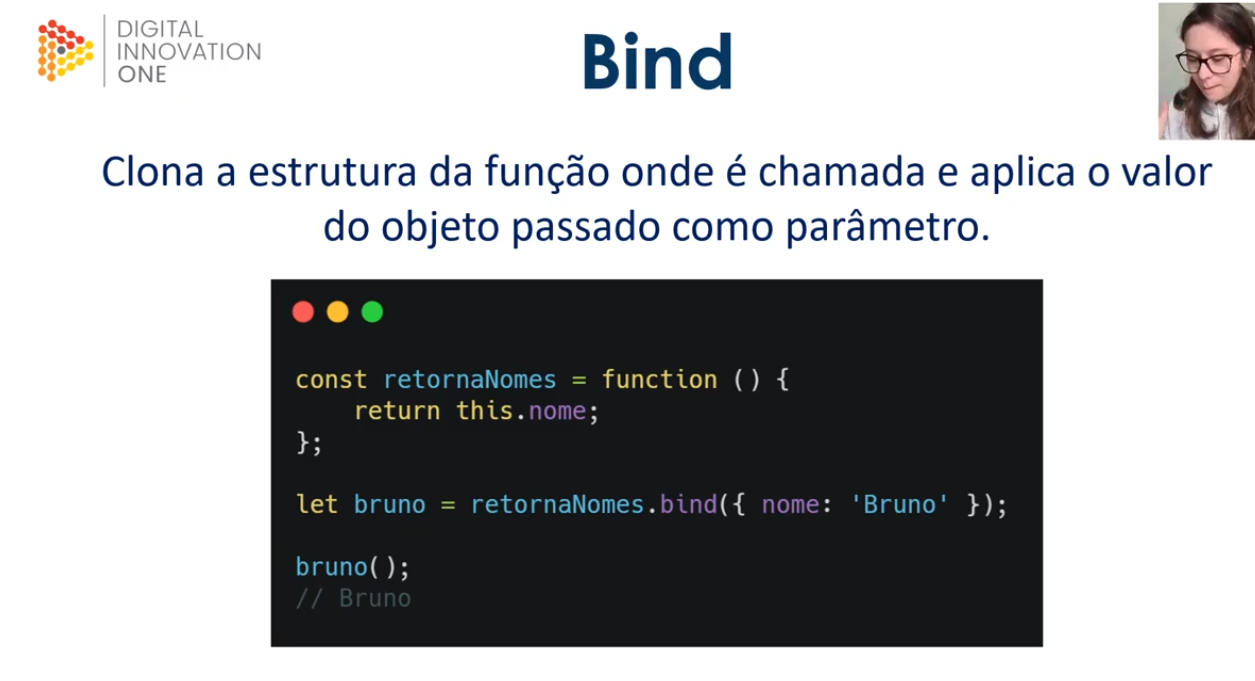 DIGITAL
INNOVATION
ONE
Bind
Clona a estrutura da função onde é chamada e aplica o valor
do objeto passado como parâmetro.
const retornaNomes = function () {
    return this.nome;
};
let bruno = retornaNomes.bind({ nome: 'Bruno' });
bruno();
// Bruno